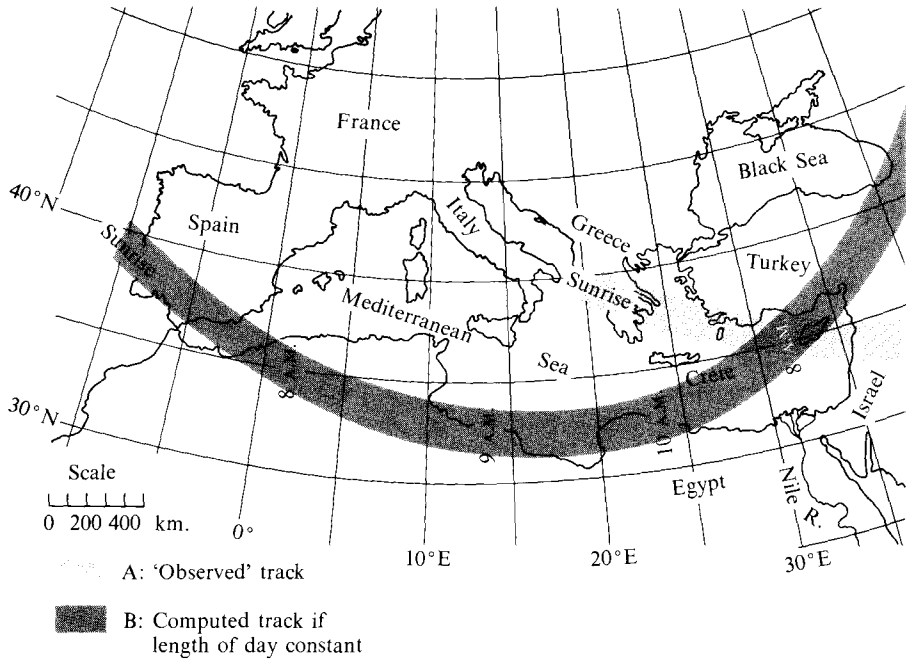 France
Black Sea
40°N
Spain
Italy
Greece
Sunrise
Turkey
Sunrise
Mediterranean
Sea
8 A.M.
8 A.M.
Crete
9 A.M.
10 A.M.
Israel
30°N
Egypt
Nile R.
Scale
0 200 400 km.
0°
10°E
20°E
30°E
A: ‘Observed’ track
B: Computed track if
length of day constant